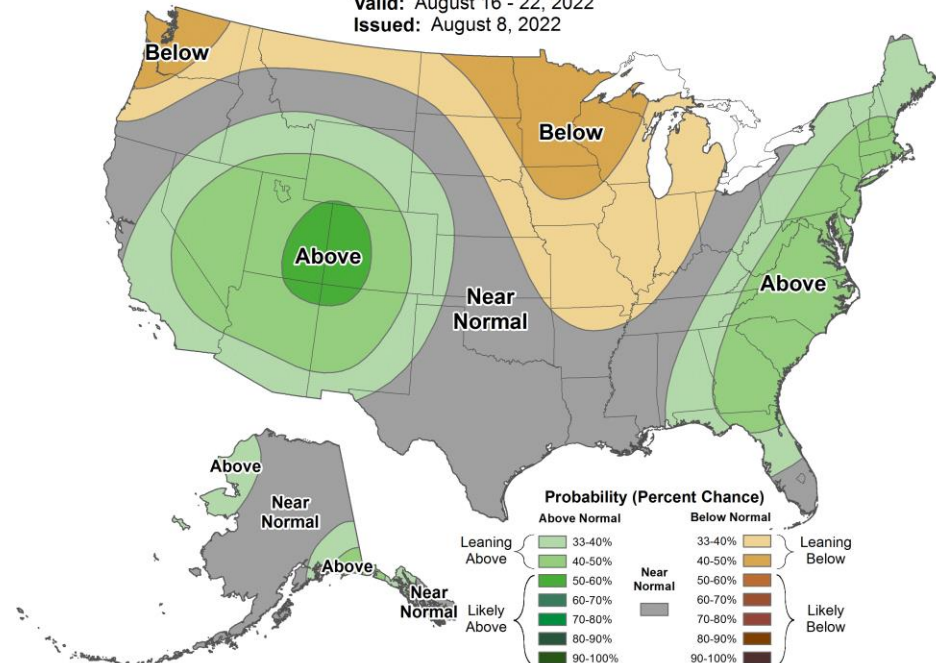 Valid: August 16 - 22, 2022
Issued: August 8, 2022
Below
Below
Above
Near
Normal
Above
Above
Near
Normal
Above
Near
Normal
Probability (Percent Chance)
Above Normal
Below Normal
Leaning
Above
33-40%
40-50%
Likely
Above
50-60%
60-70%
70-80%
80-90%
90-100%
Near
Normal
33-40%
40-50%
Leaning
Below
50-60%
60-70%
70-80%
80-90%
90-100%
Likely
Below